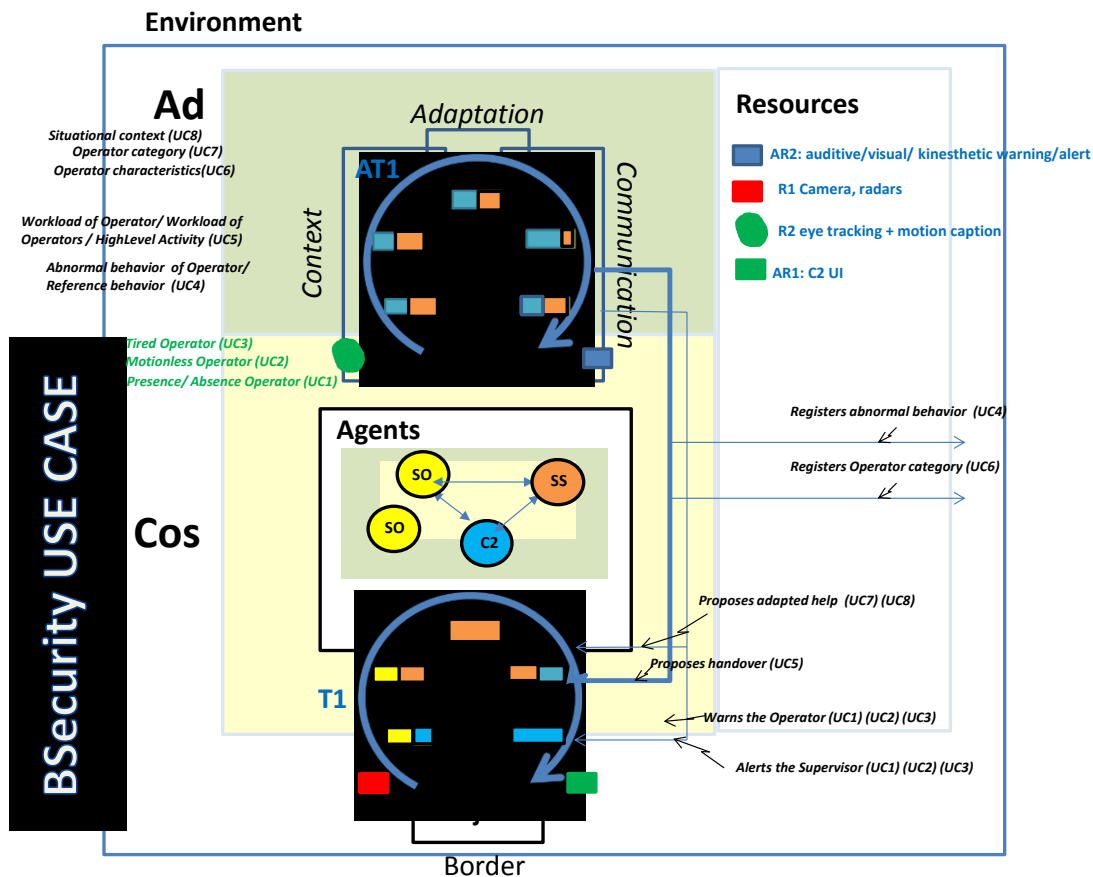 Environment
Ad
Adaptation
Situational context (UC8)
Operator category (UC7)
Operator characteristics(UC6)
Workload of Operator/ Workload of
Operators / HighLevel Activity (UC5)
Abnormal behavior of Operator/
Reference behavior (UC4)
Tired Operator (UC3)
Motionless Operator (UC2)
Presence/ Absence Operator (UC1)
AT1
Context
Communication
Resources
AR2: auditive/visual/ kinesthetic warning/alert
R1 Camera, radars
R2 eye tracking + motion caption
AR1: C2 UI
BSecurity USE CASE
Cos
Agents
SO
SS
SO
C2
T1
Registers abnormal behavior (UC4)
Registers Operator category (UC6)
Proposes adapted help (UC7) (UC8)
Proposes handover (UC5)
Warns the Operator (UC1) (UC2) (UC3)
Alerts the Supervisor (UC1) (UC2) (UC3)
Border